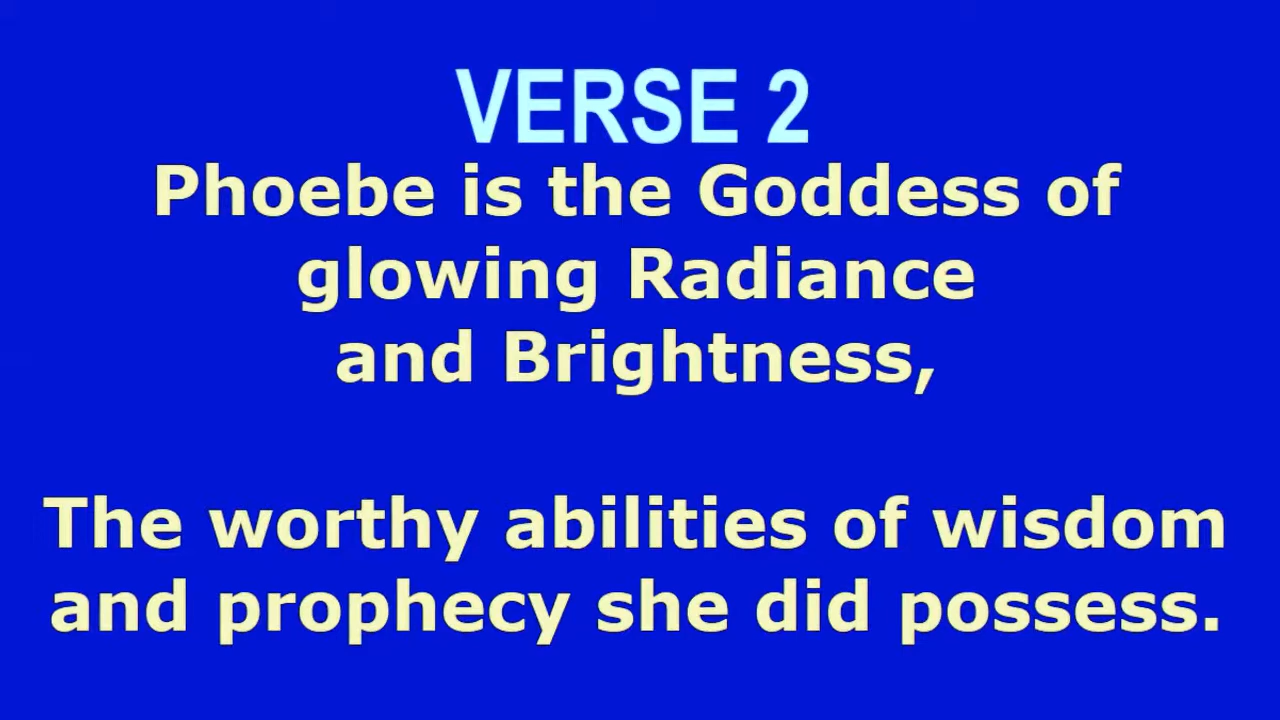 VERSE 2
Phoebe is the Goddess of
glowing Radiance
and Brightness,
The worthy abilities of wisdom
and prophecy she did possess.